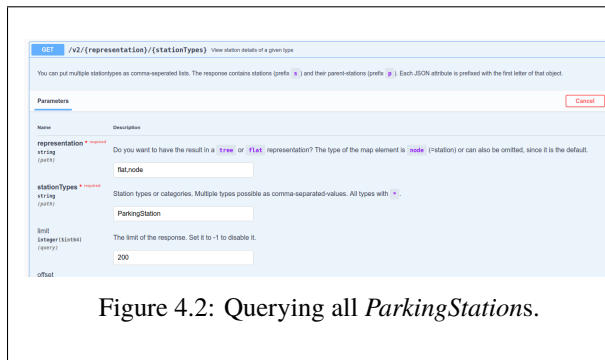 GET /v2/{representation}/{stationTypes} View station details of a given type
You can put multiple stationtypes as comma-seperated lists. The response contains stations (prefix s ) and their parent-stations (prefix p ). Each JSON attribute is prefixed with the first letter of that object.
Parameters Cancel
Name Description
representation * required
string
(path)
Do you want to have the result in a tree or flat representation? The type of the map element is node (=station) or can also be omitted, since it is the default.
flat,node
stationTypes * required
string
(path)
Station types or categories. Multiple types possible as comma-separated-values. All types with * .
ParkingStation
limit
integer($int64)
(query)
The limit of the response. Set it to -1 to disable it.
200
offset
Figure 4.2: Querying all ParkingStations.